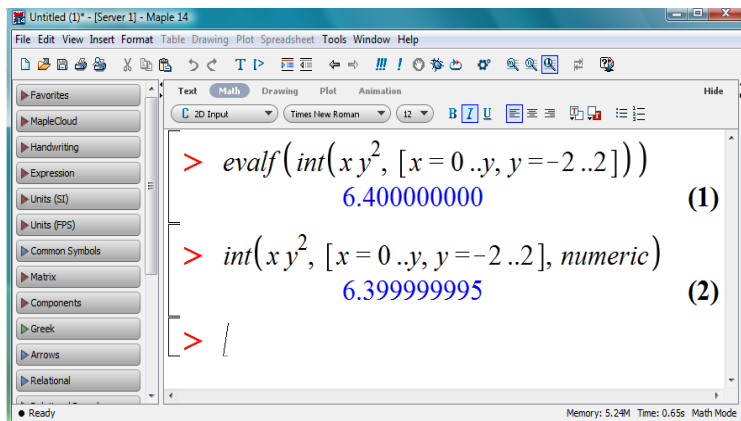 Untitled (1)* - [Server 1] - Maple 14
File Edit View Insert Format Table Drawing Plot Spreadsheet Tools Window Help
Text Math Drawing Plot Animation Hide
C 2D Input Times New Roman 12 B I U
Favorites
MapleCloud
Handwriting
Expression
Units (SI)
Units (FPS)
Common Symbols
Matrix
Components
Greek
Arrows
Relational
> evalf(int(x y², [x = 0 ..y, y = −2 ..2]))
6.400000000 (1)
> int(x y², [x = 0 ..y, y = −2 ..2], numeric)
6.399999995 (2)
>
Ready Memory: 5.24M Time: 0.65s Math Mode